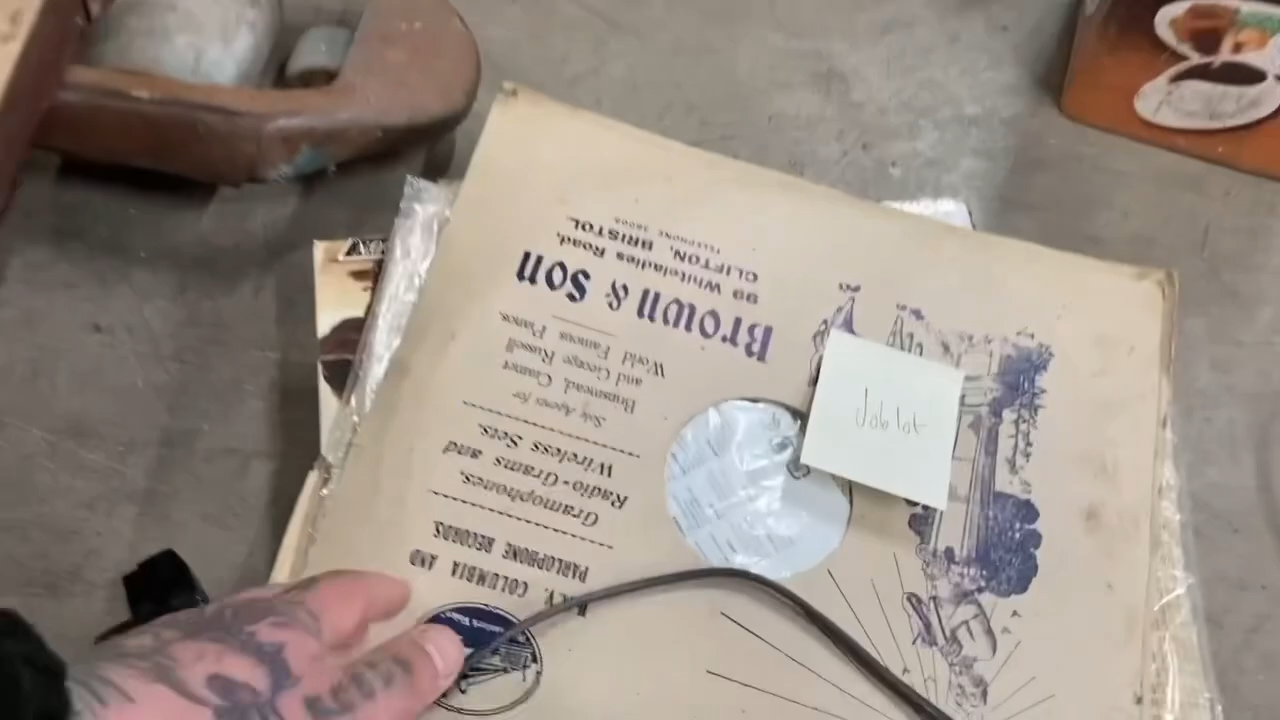 Brown & Son
99 Whiteladies Road,
CLIFTON, BRISTOL.
Sole Agents for
Brinsmead, Cramer
and George Russell
World Famous Pianos.
Gramophones,
Radio-Grams and
Wireless Sets.
COLUMBIA AND
PARLOPHONE RECORDS.
Job lot